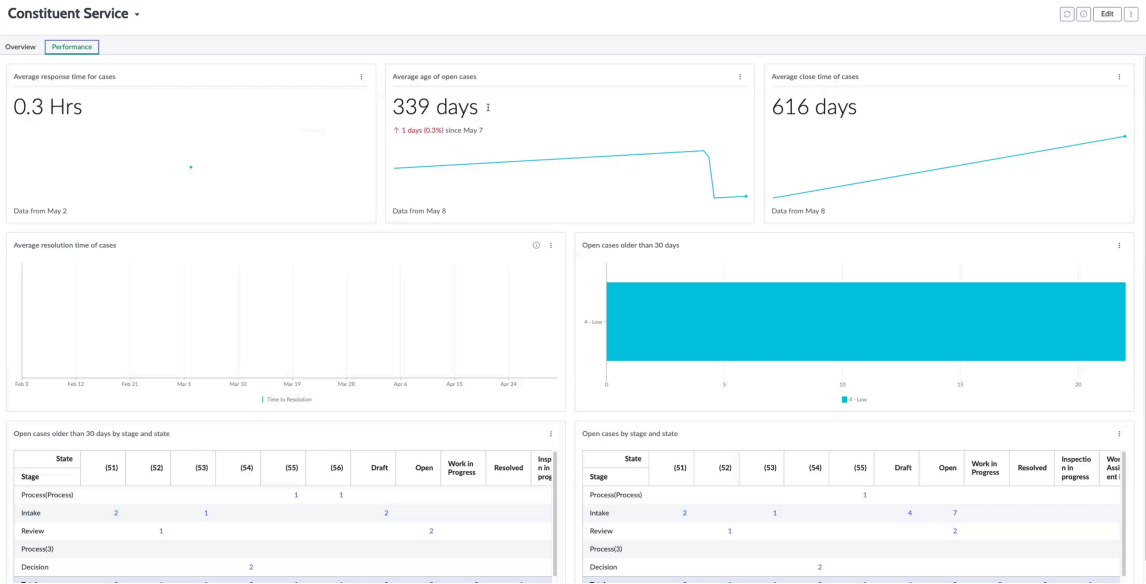 Constituent Service
Edit
Overview Performance
Average response time for cases
0.3 Hrs
Data from May 2
Average age of open cases
339 days
↑ 1 days (0.3%) since May 7
Data from May 8
Average close time of cases
616 days
Data from May 8
Average resolution time of cases
Feb 3 Feb 12 Feb 21 Mar 1 Mar 10 Mar 19 Mar 28 Apr 6 Apr 15 Apr 24
Time to Resolution
Open cases older than 30 days
4 - Low
0 5 10 15 20
4 - Low
Open cases older than 30 days by stage and state
State
Stage
(51) (52) (53) (54) (55) (56) Draft Open Work in Progress Resolved Insp n in prog
Process(Process) 1 1
Intake 2 1 2
Review 1 2
Process(3)
Decision 2
Open cases by stage and state
State
Stage
(51) (52) (53) (54) (55) Draft Open Work in Progress Resolved Inspectio n in progress Wor Assi ent i
Process(Process) 1
Intake 2 1 4 7
Review 1 2
Process(3)
Decision 2